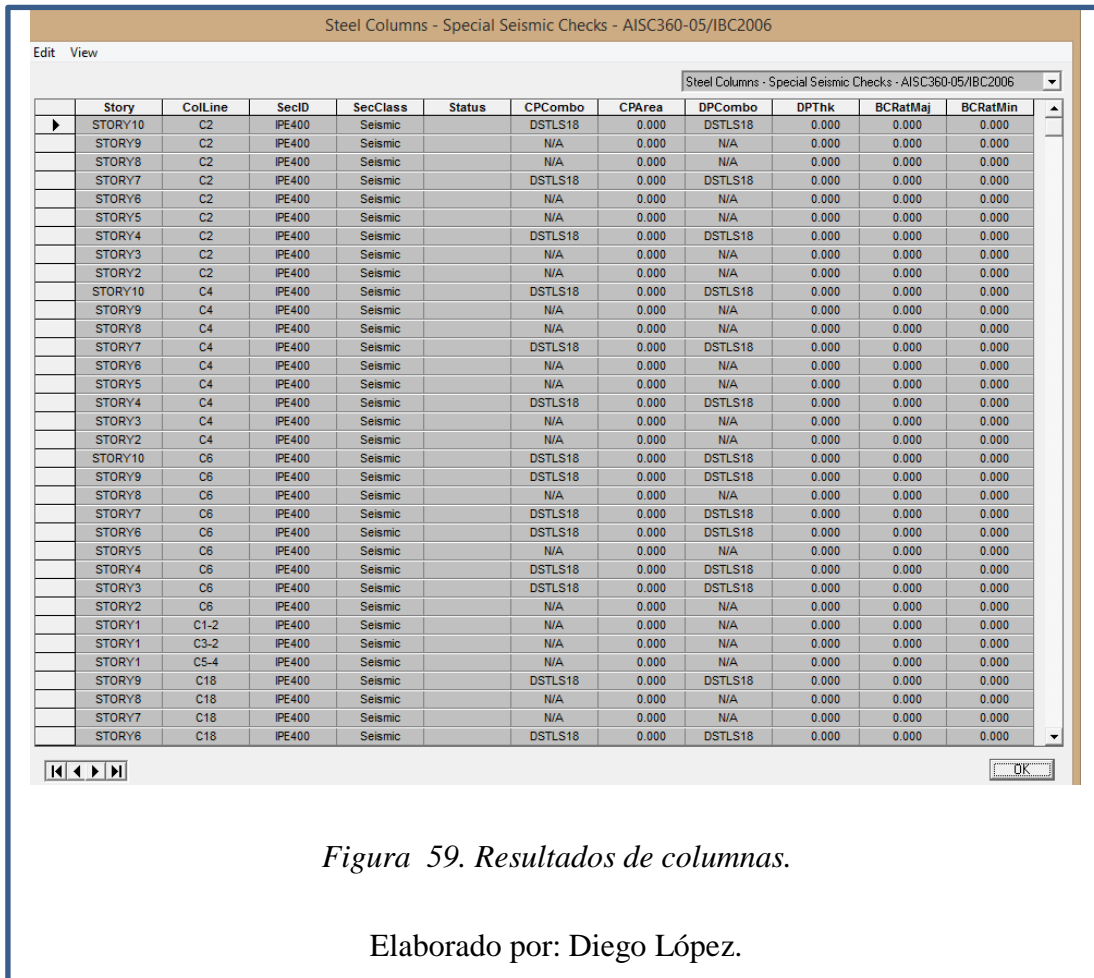 Steel Columns - Special Seismic Checks - AISC360-05/IBC2006
Edit View
Steel Columns - Special Seismic Checks - AISC360-05/IBC2006
Story ColLine SecID SecClass Status CPCombo CPArea DPCombo DPThk BCRatMaj BCRatMin
STORY10 C2 IPE400 Seismic DSTLS18 0.000 DSTLS18 0.000 0.000 0.000
STORY9 C2 IPE400 Seismic N/A 0.000 N/A 0.000 0.000 0.000
STORY8 C2 IPE400 Seismic N/A 0.000 N/A 0.000 0.000 0.000
STORY7 C2 IPE400 Seismic DSTLS18 0.000 DSTLS18 0.000 0.000 0.000
STORY6 C2 IPE400 Seismic N/A 0.000 N/A 0.000 0.000 0.000
STORY5 C2 IPE400 Seismic N/A 0.000 N/A 0.000 0.000 0.000
STORY4 C2 IPE400 Seismic DSTLS18 0.000 DSTLS18 0.000 0.000 0.000
STORY3 C2 IPE400 Seismic N/A 0.000 N/A 0.000 0.000 0.000
STORY2 C2 IPE400 Seismic N/A 0.000 N/A 0.000 0.000 0.000
STORY10 C4 IPE400 Seismic DSTLS18 0.000 DSTLS18 0.000 0.000 0.000
STORY9 C4 IPE400 Seismic N/A 0.000 N/A 0.000 0.000 0.000
STORY8 C4 IPE400 Seismic N/A 0.000 N/A 0.000 0.000 0.000
STORY7 C4 IPE400 Seismic DSTLS18 0.000 DSTLS18 0.000 0.000 0.000
STORY6 C4 IPE400 Seismic N/A 0.000 N/A 0.000 0.000 0.000
STORY5 C4 IPE400 Seismic N/A 0.000 N/A 0.000 0.000 0.000
STORY4 C4 IPE400 Seismic DSTLS18 0.000 DSTLS18 0.000 0.000 0.000
STORY3 C4 IPE400 Seismic N/A 0.000 N/A 0.000 0.000 0.000
STORY2 C4 IPE400 Seismic N/A 0.000 N/A 0.000 0.000 0.000
STORY10 C6 IPE400 Seismic DSTLS18 0.000 DSTLS18 0.000 0.000 0.000
STORY9 C6 IPE400 Seismic DSTLS18 0.000 DSTLS18 0.000 0.000 0.000
STORY8 C6 IPE400 Seismic N/A 0.000 N/A 0.000 0.000 0.000
STORY7 C6 IPE400 Seismic DSTLS18 0.000 DSTLS18 0.000 0.000 0.000
STORY6 C6 IPE400 Seismic DSTLS18 0.000 DSTLS18 0.000 0.000 0.000
STORY5 C6 IPE400 Seismic N/A 0.000 N/A 0.000 0.000 0.000
STORY4 C6 IPE400 Seismic DSTLS18 0.000 DSTLS18 0.000 0.000 0.000
STORY3 C6 IPE400 Seismic DSTLS18 0.000 DSTLS18 0.000 0.000 0.000
STORY2 C6 IPE400 Seismic N/A 0.000 N/A 0.000 0.000 0.000
STORY1 C1-2 IPE400 Seismic N/A 0.000 N/A 0.000 0.000 0.000
STORY1 C3-2 IPE400 Seismic N/A 0.000 N/A 0.000 0.000 0.000
STORY1 C5-4 IPE400 Seismic N/A 0.000 N/A 0.000 0.000 0.000
STORY9 C18 IPE400 Seismic DSTLS18 0.000 DSTLS18 0.000 0.000 0.000
STORY8 C18 IPE400 Seismic N/A 0.000 N/A 0.000 0.000 0.000
STORY7 C18 IPE400 Seismic N/A 0.000 N/A 0.000 0.000 0.000
STORY6 C18 IPE400 Seismic DSTLS18 0.000 DSTLS18 0.000 0.000 0.000
OK
Figura 59. Resultados de columnas.
Elaborado por: Diego López.